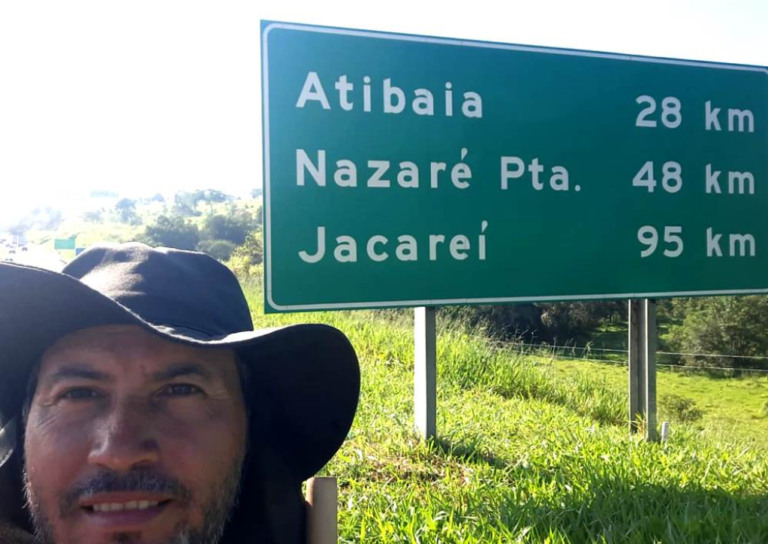 Atibaia 28 km
Nazaré Pta. 48 km
Jacareí 95 km